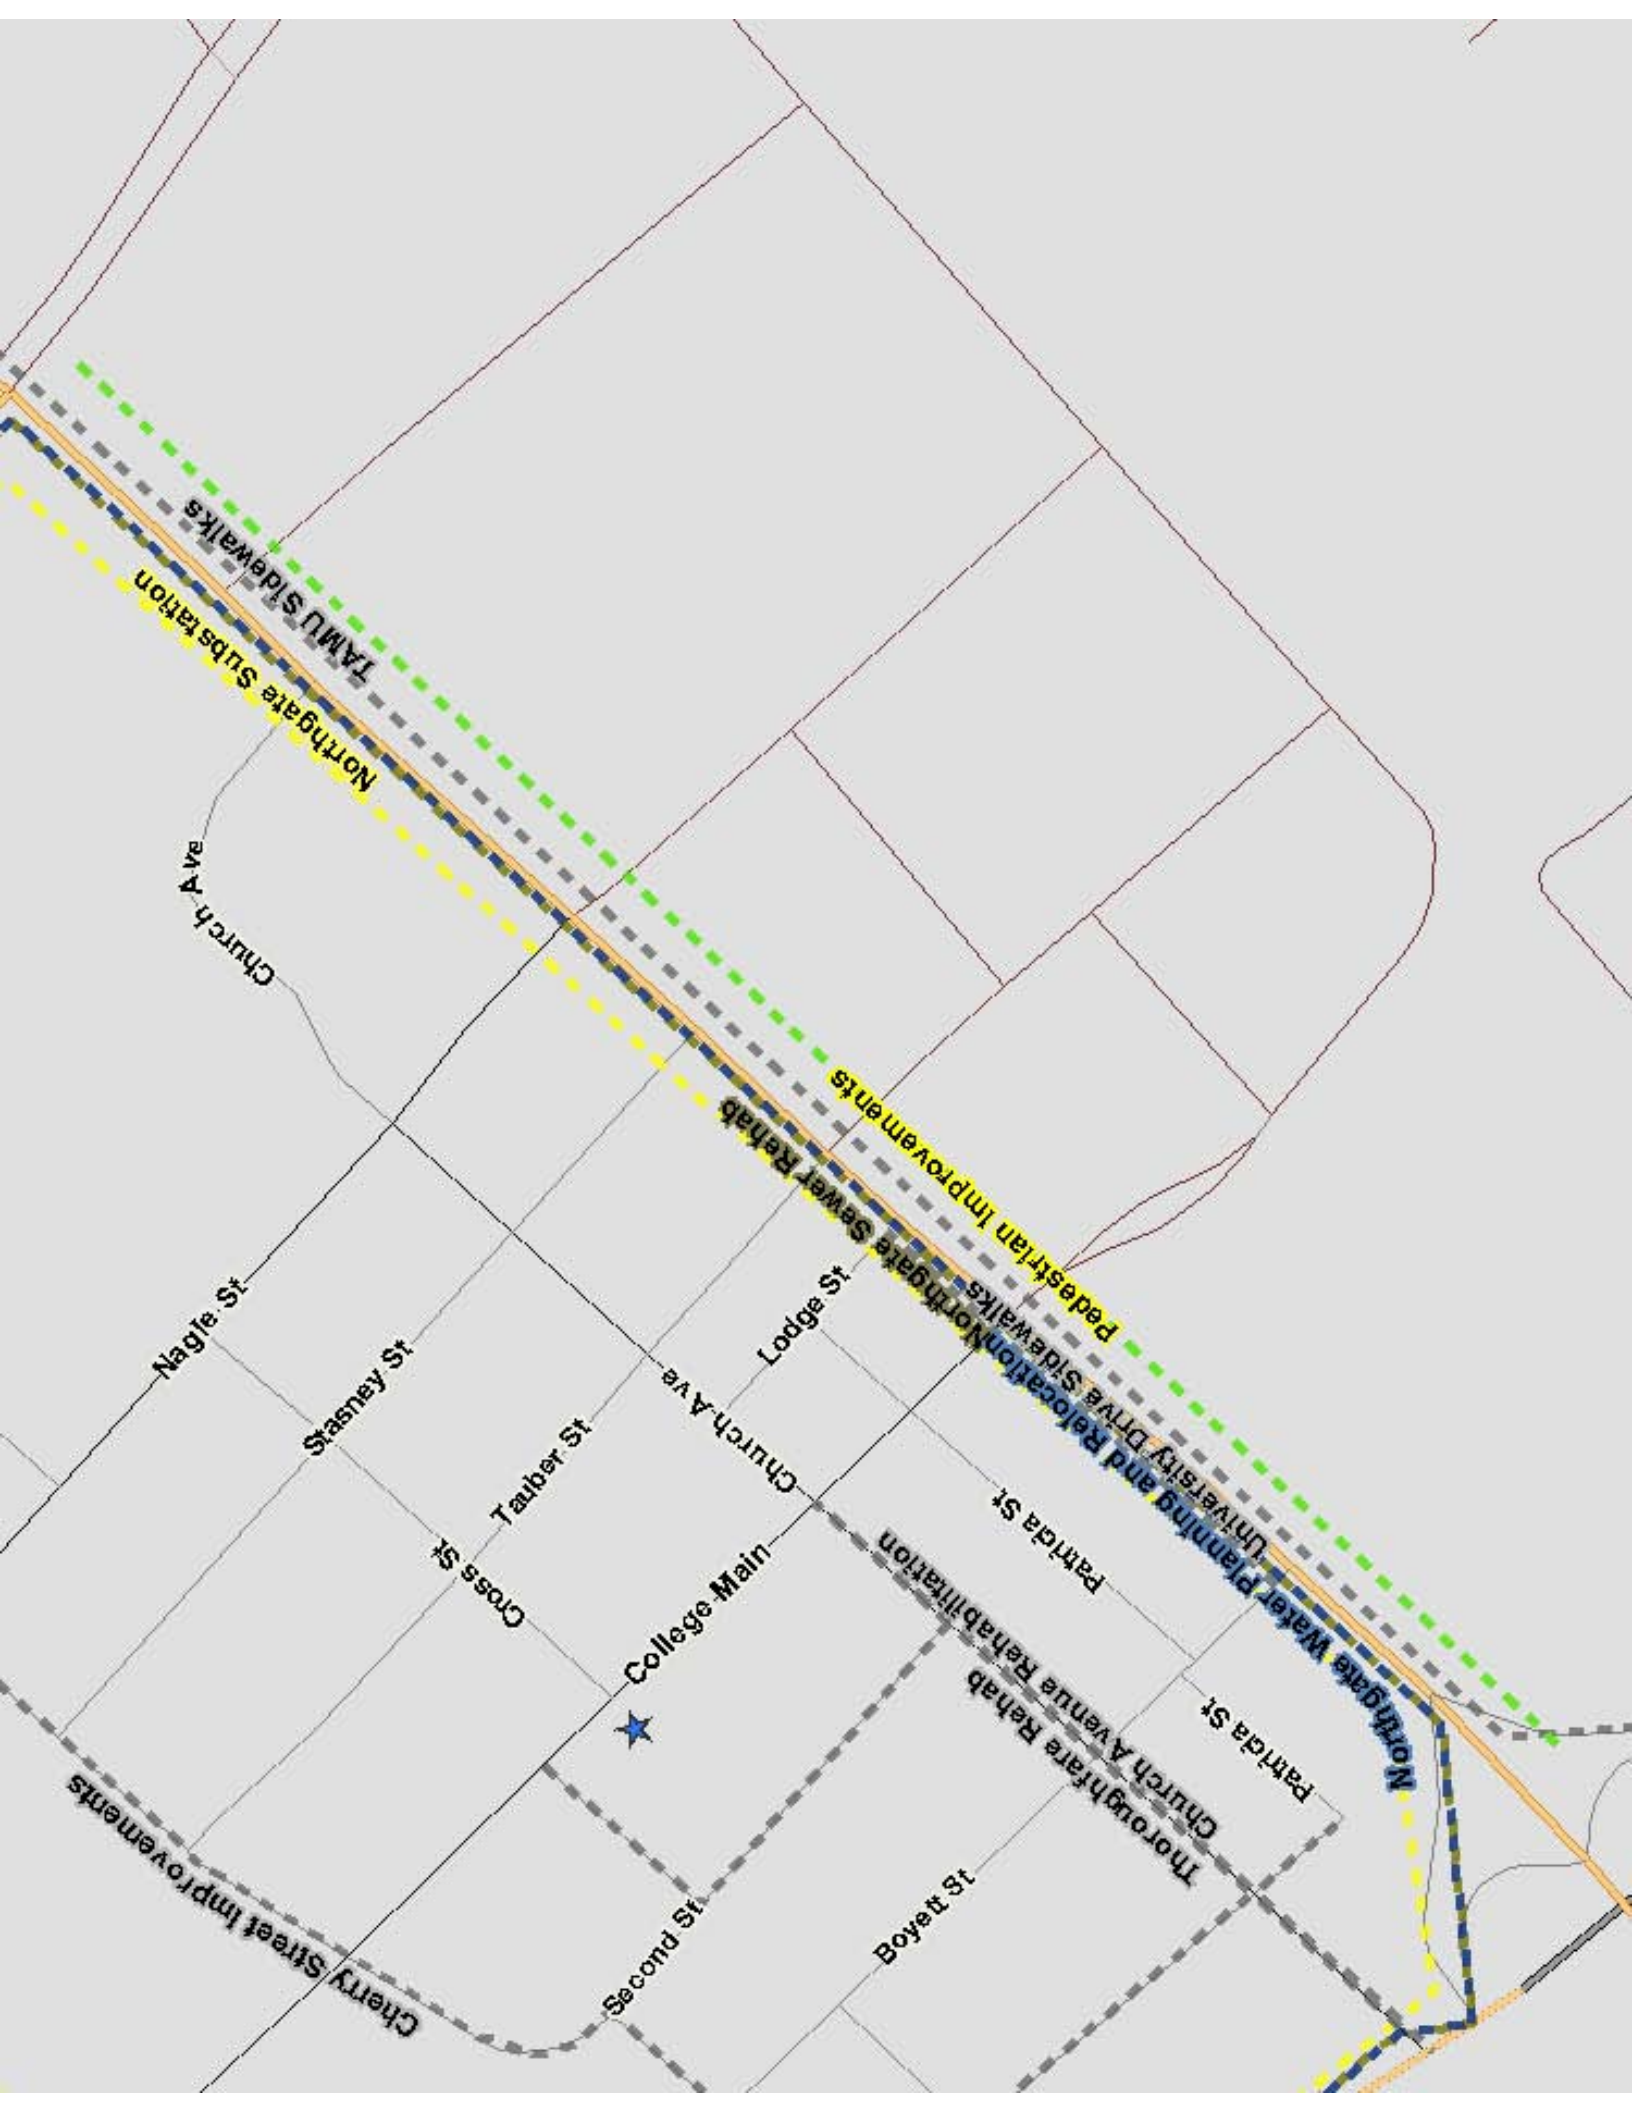 TAMU Sidewalks
Northgate Substation
Church Ave
Pedestrian Improvements
Northgate Sewer Rehab
University Drive Sidewalks
Northgate Water Planning and Relocation
Nagle St
Stasney St
Lodge St
Church Ave
Tauber St
Cross St
Patricia St
College Main
Church Avenue Rehabilitation
Thoroughfare Rehab
Patricia St
Cherry Street Improvements
Second St
Boyett St